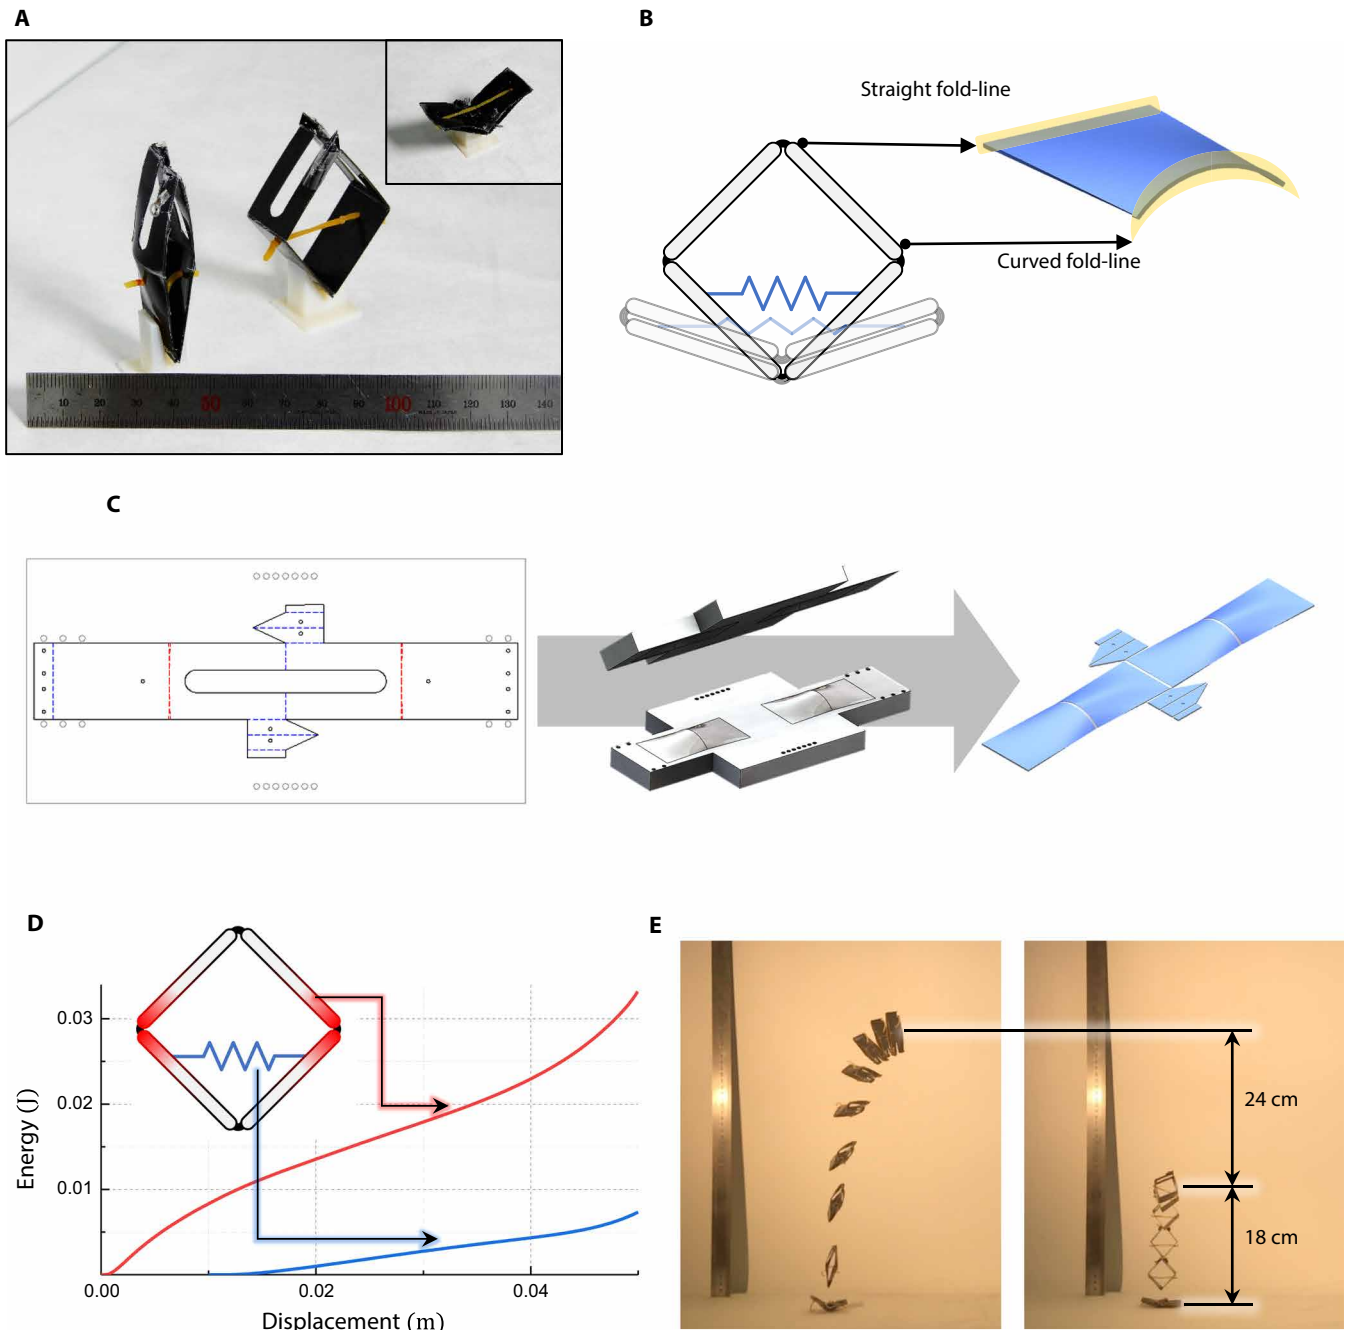 A
B
10 20 30 40 50 60 70 80 90 100 110 120 130 140
Straight fold-line
Curved fold-line
C
D
E
0.03
0.02
0.01
Energy (J)
0.00
0.02
0.04
Displacement (m)
24 cm
18 cm